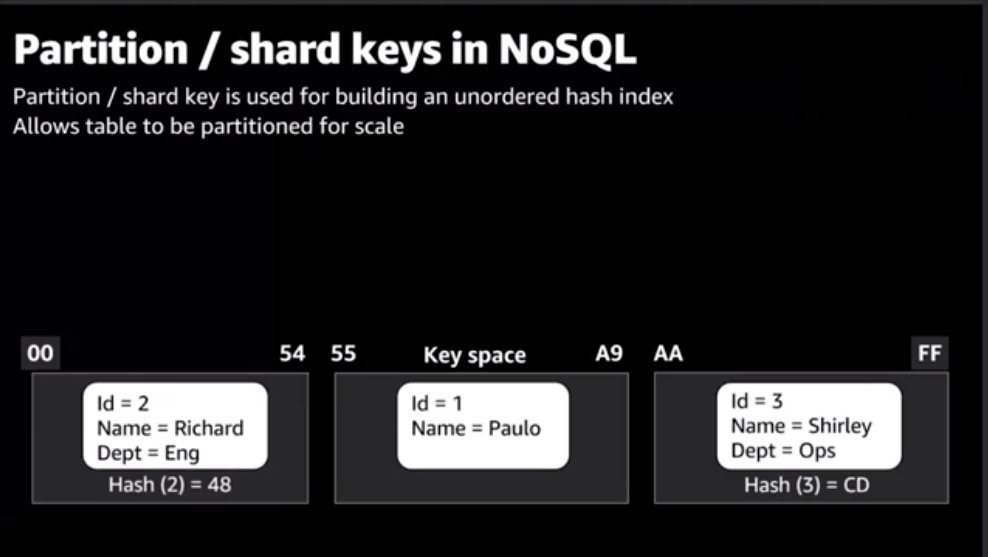 Partition / shard keys in NoSQL
Partition / shard key is used for building an unordered hash index
Allows table to be partitioned for scale
00 54 55 Key space A9 AA FF
Id = 2
Name = Richard
Dept = Eng
Hash (2) = 48
Id = 1
Name = Paulo
Id = 3
Name = Shirley
Dept = Ops
Hash (3) = CD